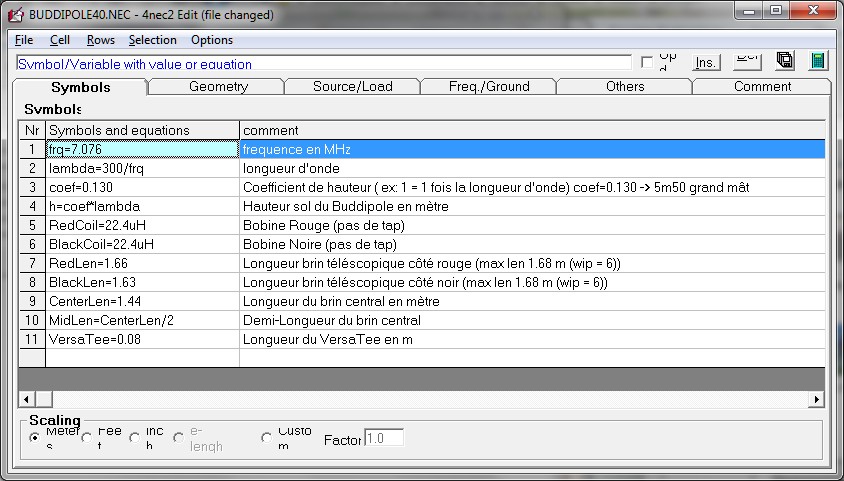 BUDDIPOLE40.NEC - 4nec2 Edit (file changed)
File Cell Rows Selection Options
Symbol/Variable with value or equation Ins.
Symbols Geometry Source/Load Freq./Ground Others Comment
Symbols
Nr Symbols and equations comment
1 frq=7.076 frequence en MHz
2 lambda=300/frq longueur d'onde
3 coef=0.130 Coefficient de hauteur ( ex: 1 = 1 fois la longueur d'onde) coef=0.130 -> 5m50 grand mât
4 h=coef*lambda Hauteur sol du Buddipole en mètre
5 RedCoil=22.4uH Bobine Rouge (pas de tap)
6 BlackCoil=22.4uH Bobine Noire (pas de tap)
7 RedLen=1.66 Longueur brin téléscopique côté rouge (max len 1.68 m (wip = 6))
8 BlackLen=1.63 Longueur brin téléscopique côté noir (max len 1.68 m (wip = 6))
9 CenterLen=1.44 Longueur du brin central en mètre
10 MidLen=CenterLen/2 Demi-Longueur du brin central
11 VersaTee=0.08 Longueur du VersaTee en m
Scaling
Meters Feet Inch e-lengh Custom Factor 1.0